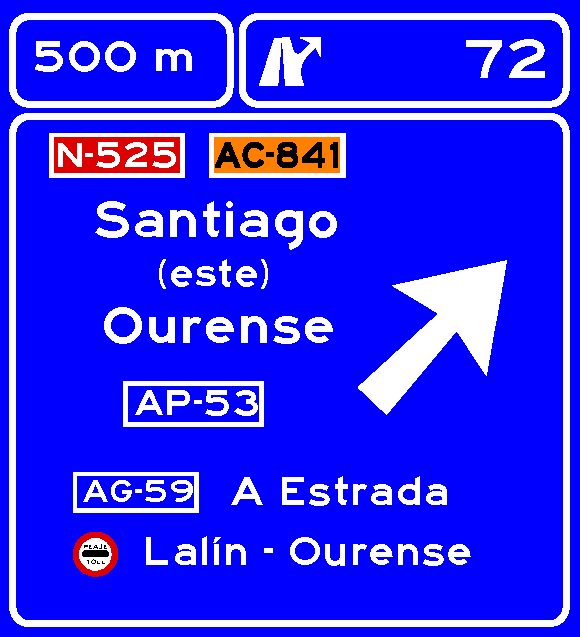 500 m
72
N-525 AC-841
Santiago
(este)
Ourense
AP-53
AG-59 A Estrada
PEAJE
TOLL
Lalín - Ourense